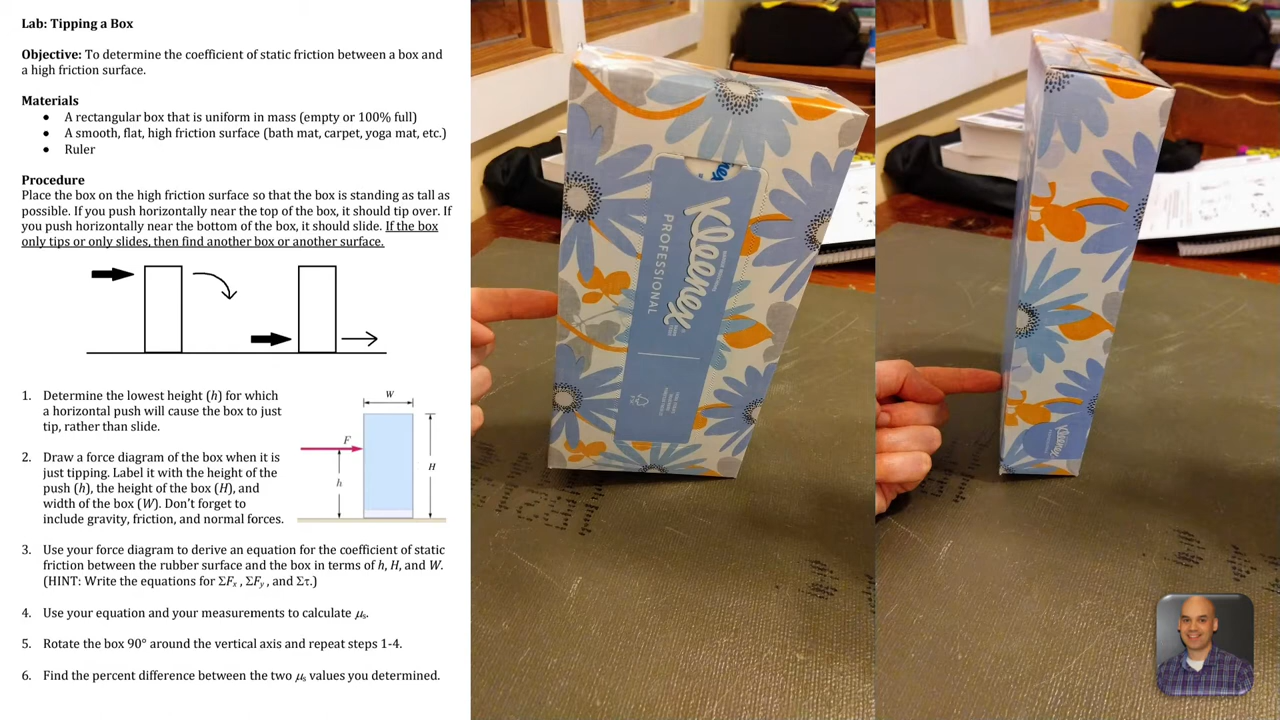 Lab: Tipping a Box
Objective: To determine the coefficient of static friction between a box and
a high friction surface.
Materials
• A rectangular box that is uniform in mass (empty or 100% full)
• A smooth, flat, high friction surface (bath mat, carpet, yoga mat, etc.)
• Ruler
Procedure
Place the box on the high friction surface so that the box is standing as tall as
possible. If you push horizontally near the top of the box, it should tip over. If
you push horizontally near the bottom of the box, it should slide. If the box
only tips or only slides, then find another box or another surface.
1. Determine the lowest height (h) for which
a horizontal push will cause the box to just
tip, rather than slide.
2. Draw a force diagram of the box when it is
just tipping. Label it with the height of the
push (h), the height of the box (H), and
width of the box (W). Don't forget to
include gravity, friction, and normal forces.
W
F
h
H
3. Use your force diagram to derive an equation for the coefficient of static
friction between the rubber surface and the box in terms of h, H, and W.
(HINT: Write the equations for ΣFx , ΣFy , and Στ.)
4. Use your equation and your measurements to calculate μs.
5. Rotate the box 90° around the vertical axis and repeat steps 1-4.
6. Find the percent difference between the two μs values you determined.
Kleenex
PROFESSIONAL
Kleenex